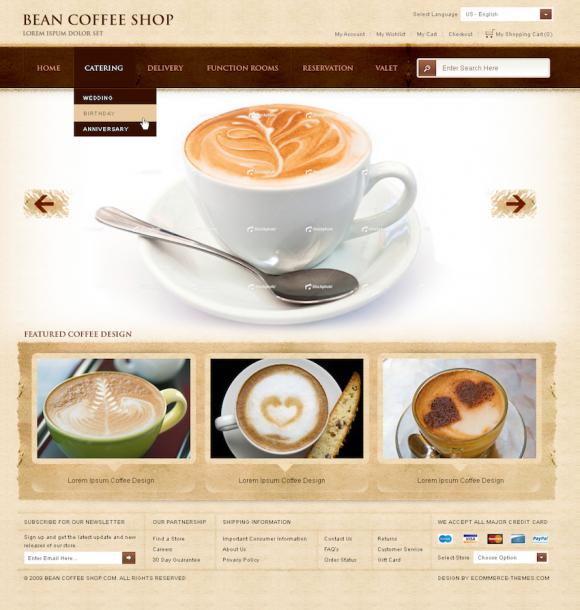 BEAN COFFEE SHOP
LOREM ISPUM DOLOR SET
Select Language
US - English
My Account
My Wishlist
My Cart
Checkout
My Shopping Cart (0)
HOME
CATERING
DELIVERY
FUNCTION ROOMS
RESERVATION
VALET
Enter Search Here
WEDDING
BIRTHDAY
ANNIVERSARY
iStockphoto
FEATURED COFFEE DESIGN
Lorem Ipsum Coffee Design
Lorem Ipsum Coffee Design
Lorem Ipsum Coffee Design
SUBSCRIBE FOR OUR NEWSLETTER
Sign up and get the latest update and new
releases of our store.
Enter Email Here...
OUR PARTNERSHIP
Find a Store
Careers
30 Day Guarantee
SHIPPING INFORMATION
Important Consumer Information
About Us
Privacy Policy
Contact Us
FAQ's
Order Status
Returns
Customer Service
Gift Card
WE ACCEPT ALL MAJOR CREDIT CARD
VISA
PayPal
Select Store
Choose Option
© 2009 BEAN COFFEE SHOP.COM. ALL RIGHTS RESERVED
DESIGN BY ECOMMERCE-THEMES.COM